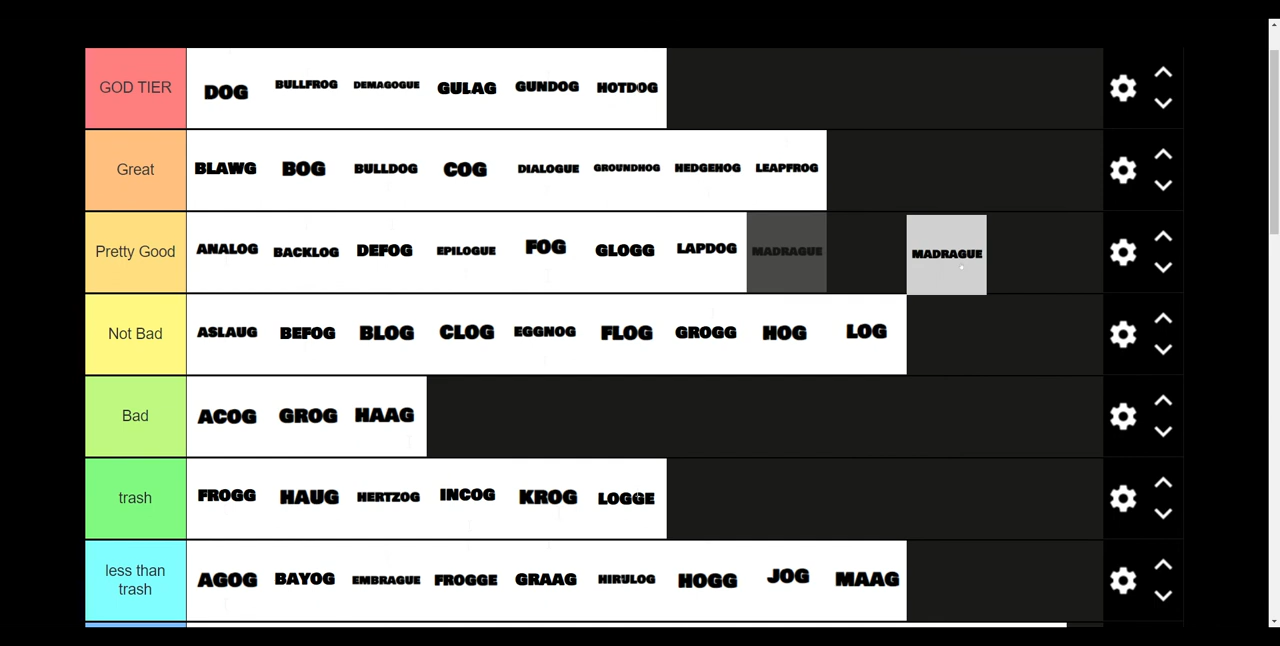 GOD TIER DOG BULLFROG DEMAGOGUE GULAG GUNDOG HOTDOG
Great BLAWG BOG BULLDOG COG DIALOGUE GROUNDHOG HEDGEHOG LEAPFROG
Pretty Good ANALOG BACKLOG DEFOG EPILOGUE FOG GLOGG LAPDOG MADRAGUE MADRAGUE
Not Bad ASLAUG BEFOG BLOG CLOG EGGNOG FLOG GROGG HOG LOG
Bad ACOG GROG HAAG
trash FROGG HAUG HERTZOG INCOG KROG LOGGE
less than
trash AGOG BAYOG EMBRAGUE FROGGE GRAAG HIRULOG HOGG JOG MAAG